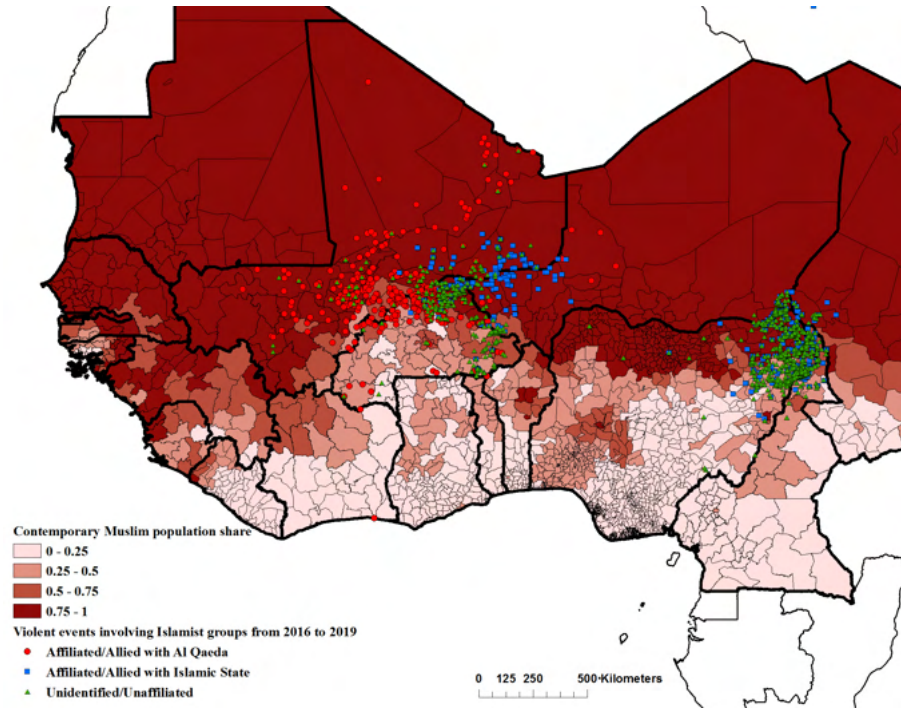 Contemporary Muslim population share
0 - 0.25
0.25 - 0.5
0.5 - 0.75
0.75 - 1
Violent events involving Islamist groups from 2016 to 2019
Affiliated/Allied with Al Qaeda
Affiliated/Allied with Islamic State
Unidentified/Unaffiliated
0 125 250 500 Kilometers